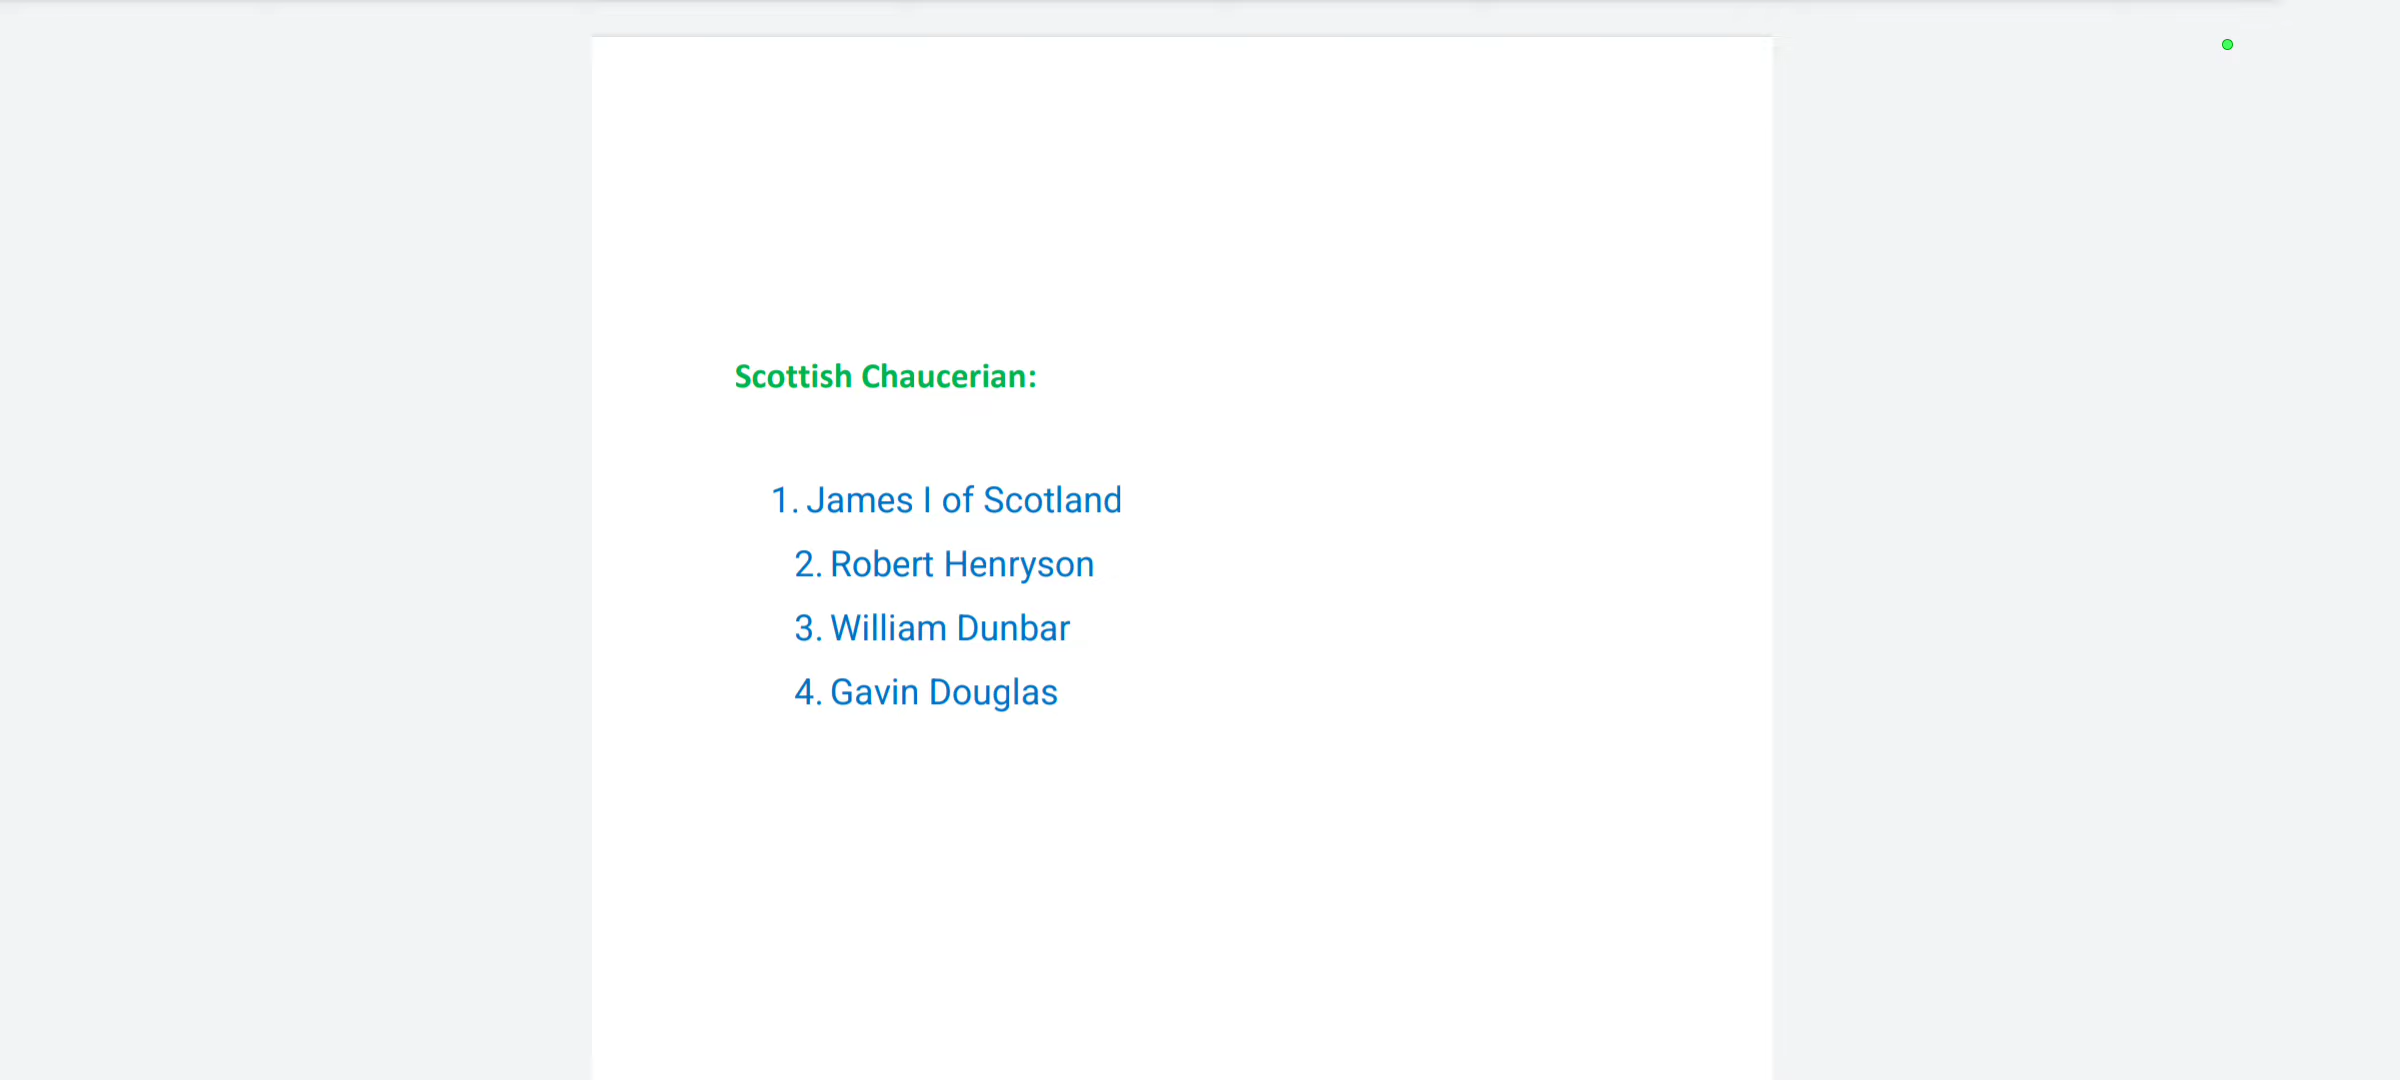 Scottish Chaucerian:
1. James I of Scotland
2. Robert Henryson
3. William Dunbar
4. Gavin Douglas